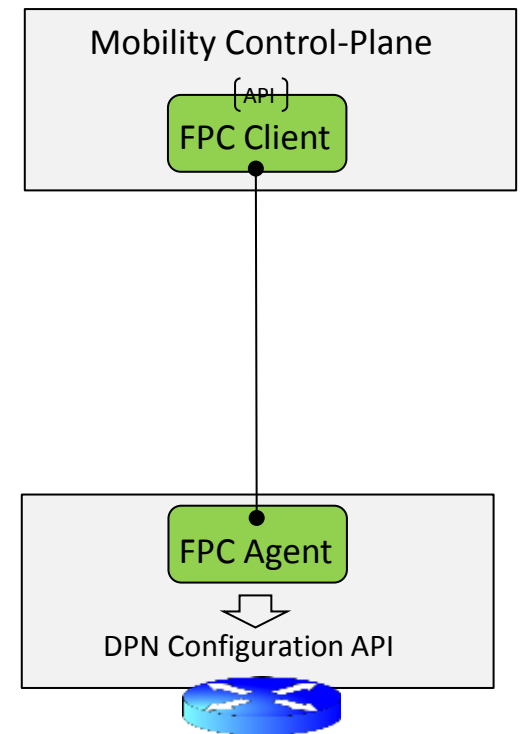 Mobility Control-Plane
[API]
FPC Client
FPC Agent
DPN Configuration API